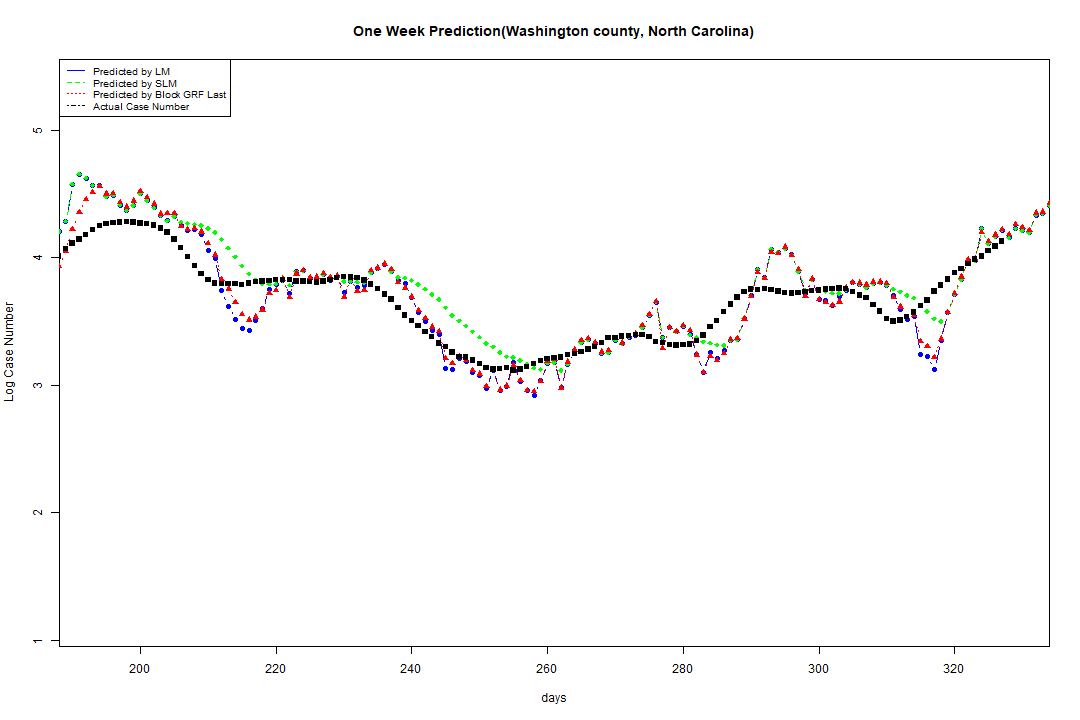 One Week Prediction(Washington county, North Carolina)
Predicted by LM
Predicted by SLM
Predicted by Block GRF Last
Actual Case Number
5
4
3
2
1
Log Case Number
200 220 240 260 280 300 320
days